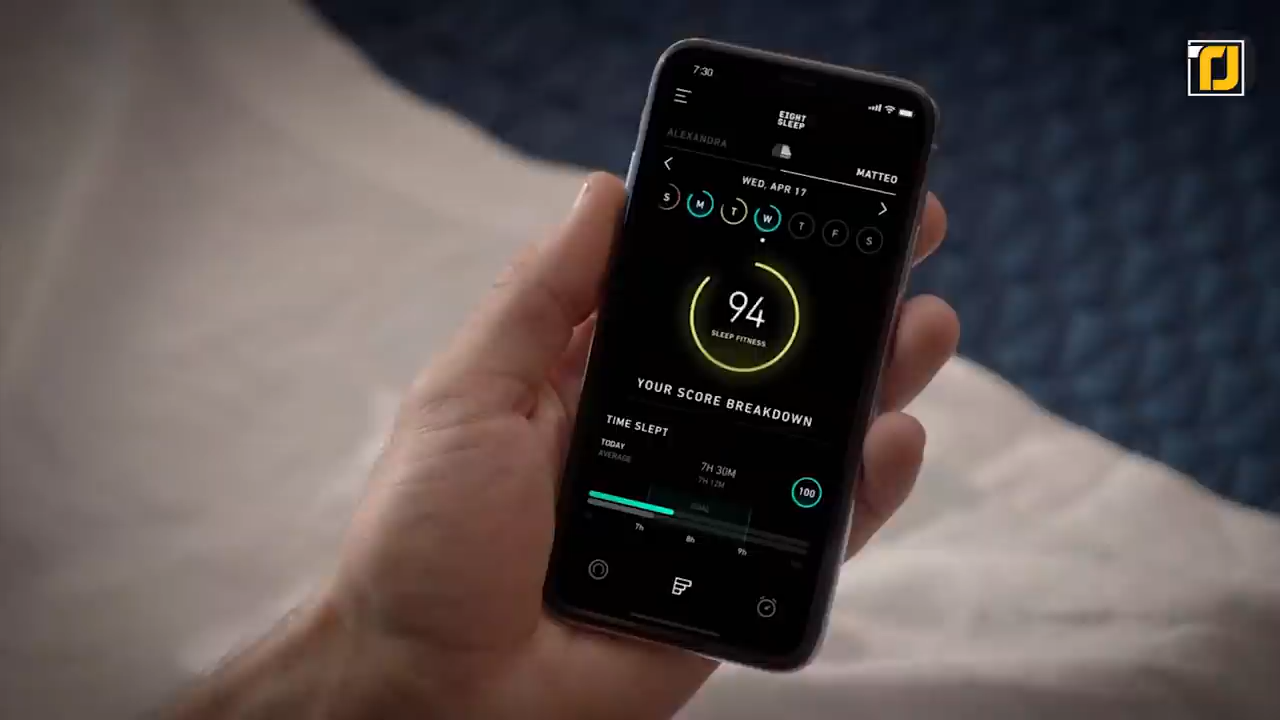 7:30
EIGHT
SLEEP
ALEXANDRA
MATTEO
WED, APR 17
S M T W T F S
94
SLEEP FITNESS
YOUR SCORE BREAKDOWN
TIME SLEPT
TODAY
AVERAGE
7H 30M
7H 12M
100
GOAL
7h
8h
9h